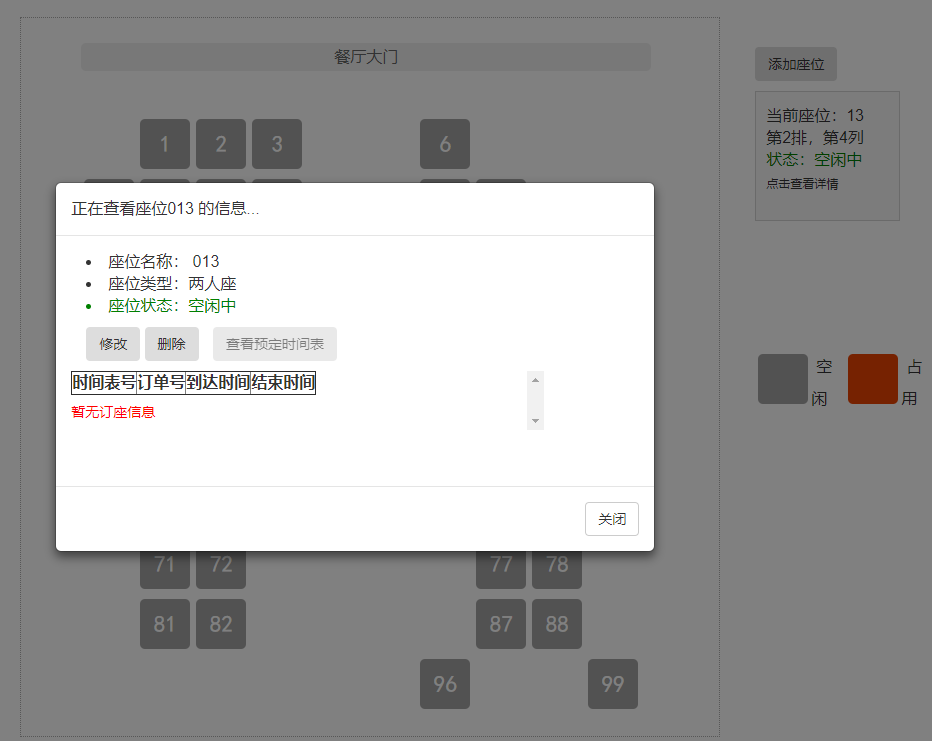 餐厅大门
添加座位
当前座位：13
第2排，第4列
状态：空闲中
点击查看详情
1 2 3 6
正在查看座位013 的信息...
座位名称： 013
座位类型：两人座
座位状态：空闲中
修改 删除 查看预定时间表
时间表号 订单号 到达时间 结束时间
暂无订座信息
关闭
空闲
占用
71 72 77 78
81 82 87 88
96 99